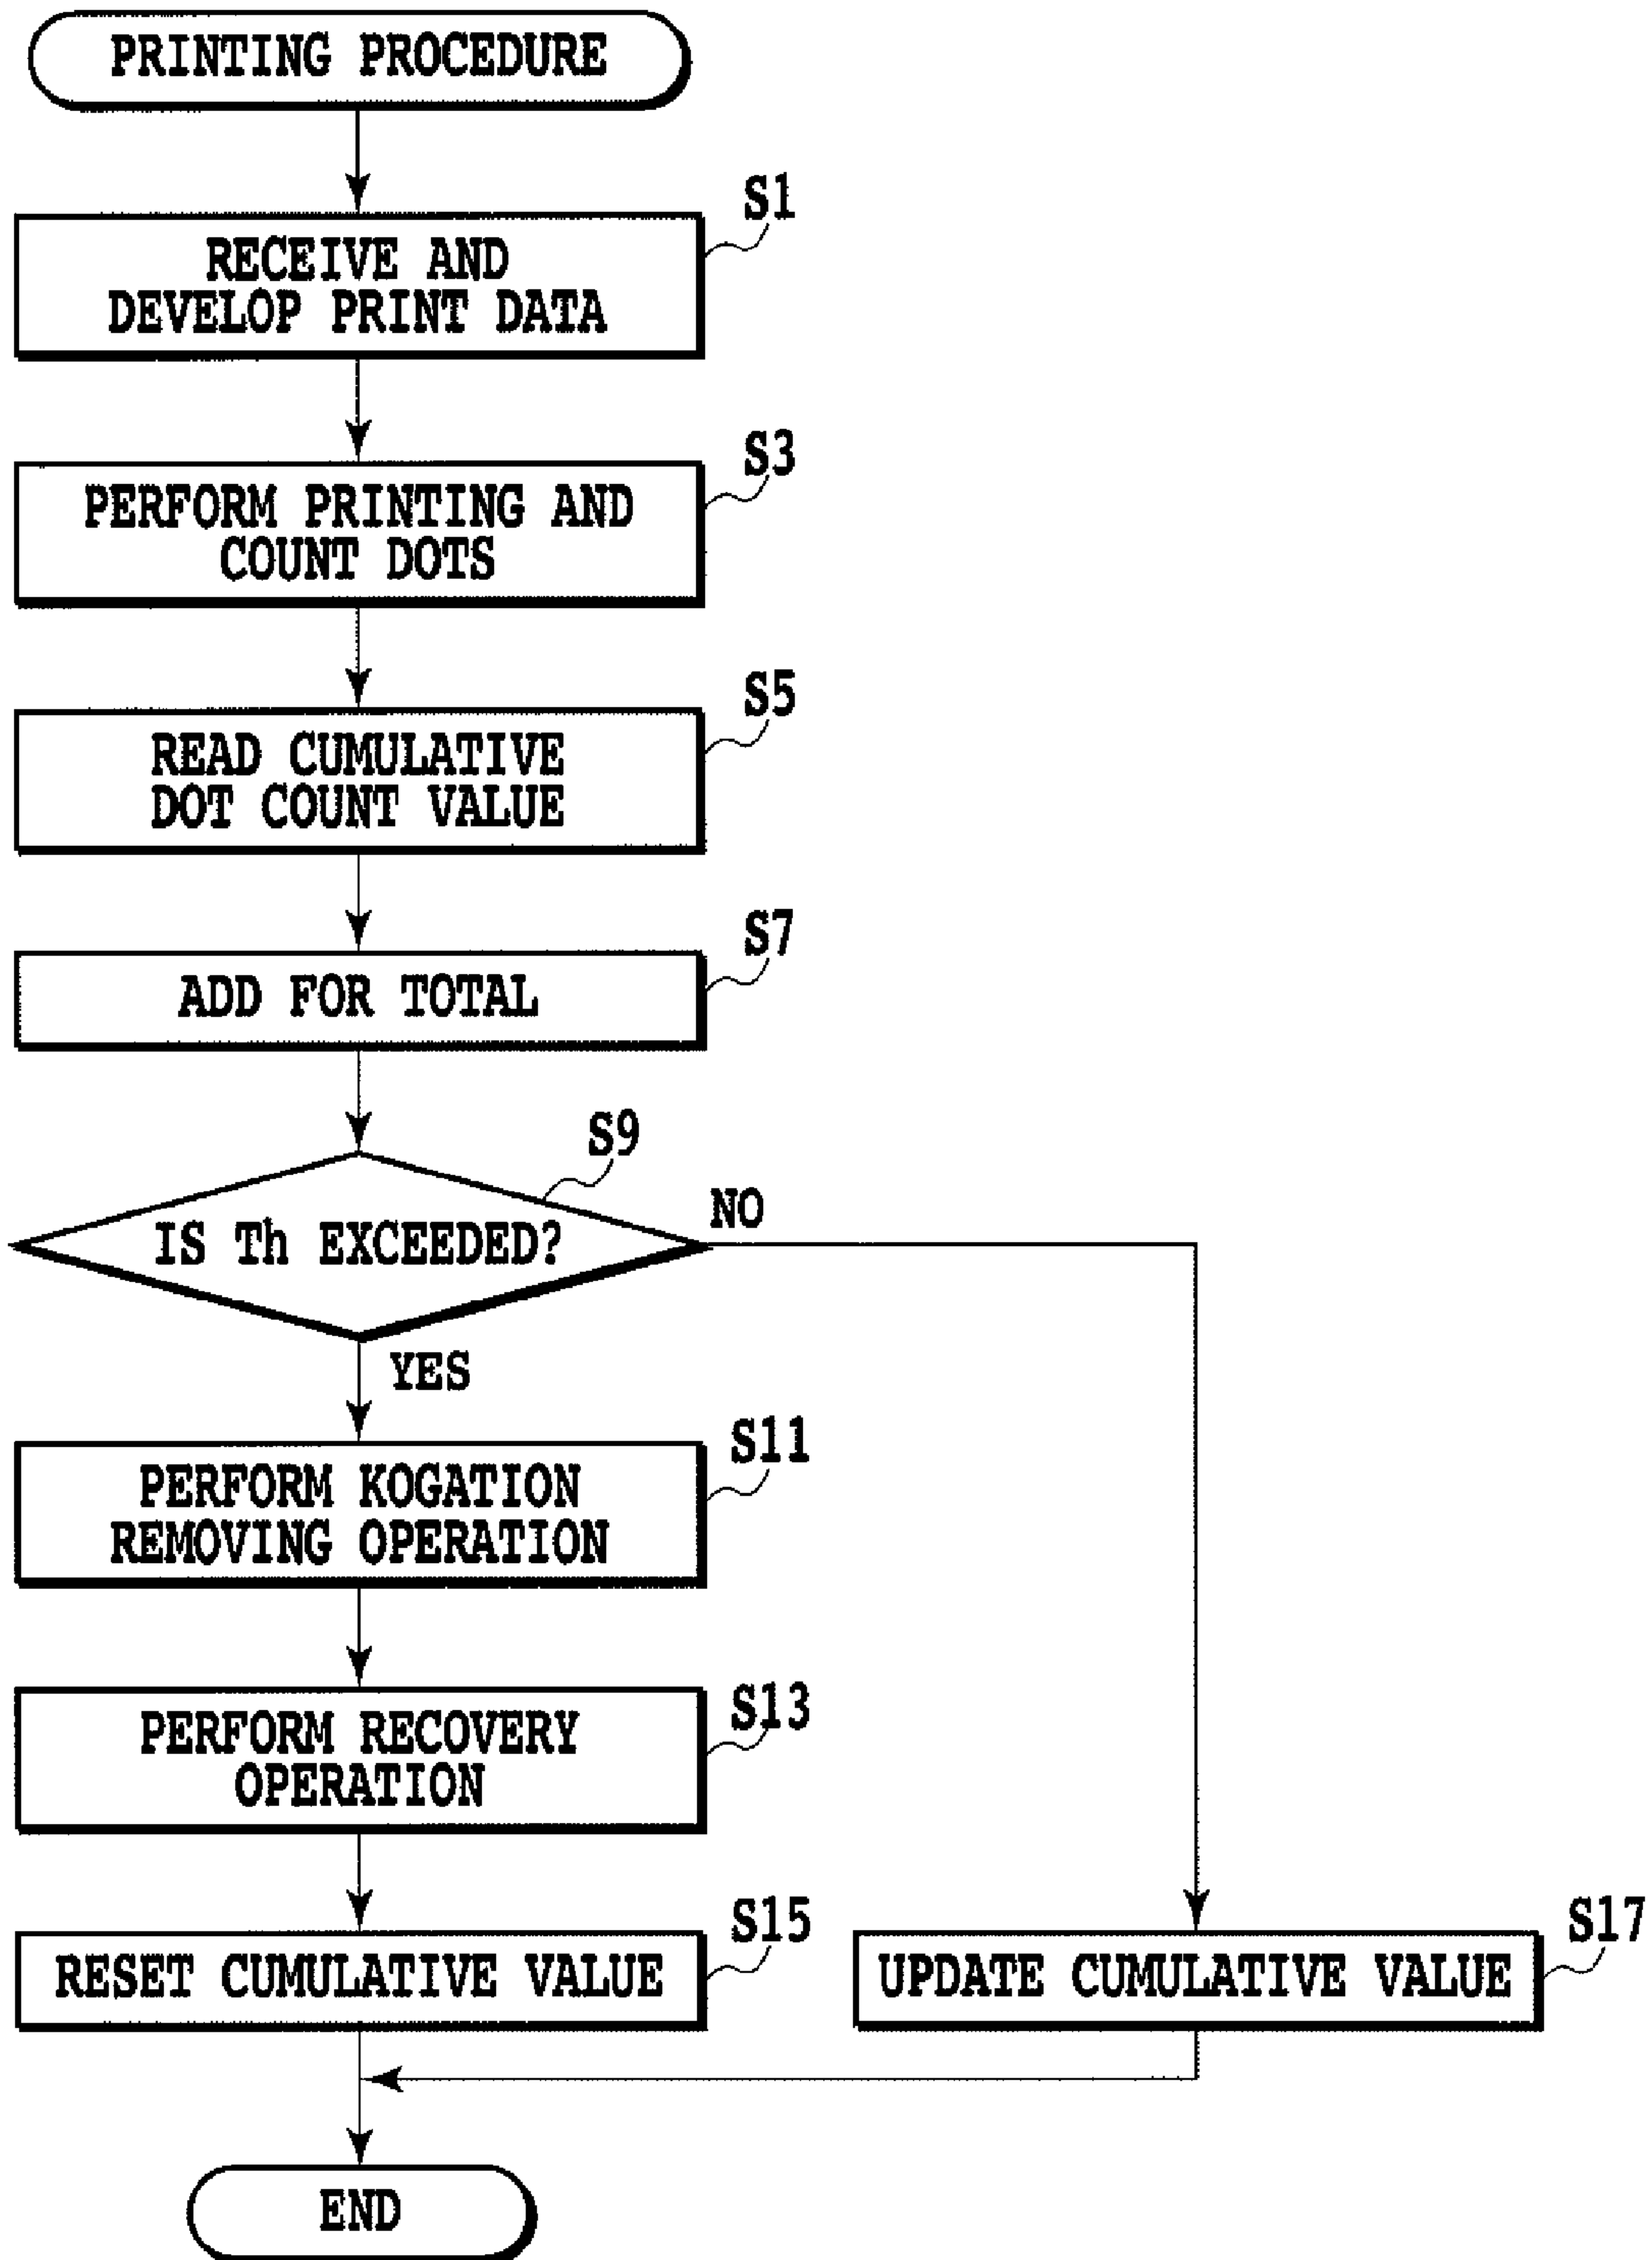 PRINTING PROCEDURE
S1
RECEIVE AND
DEVELOP PRINT DATA
S3
PERFORM PRINTING AND
COUNT DOTS
S5
READ CUMULATIVE
DOT COUNT VALUE
S7
ADD FOR TOTAL
S9
IS Th EXCEEDED?
NO
YES
S11
PERFORM KOGATION
REMOVING OPERATION
S13
PERFORM RECOVERY
OPERATION
S15
RESET CUMULATIVE VALUE
S17
UPDATE CUMULATIVE VALUE
END